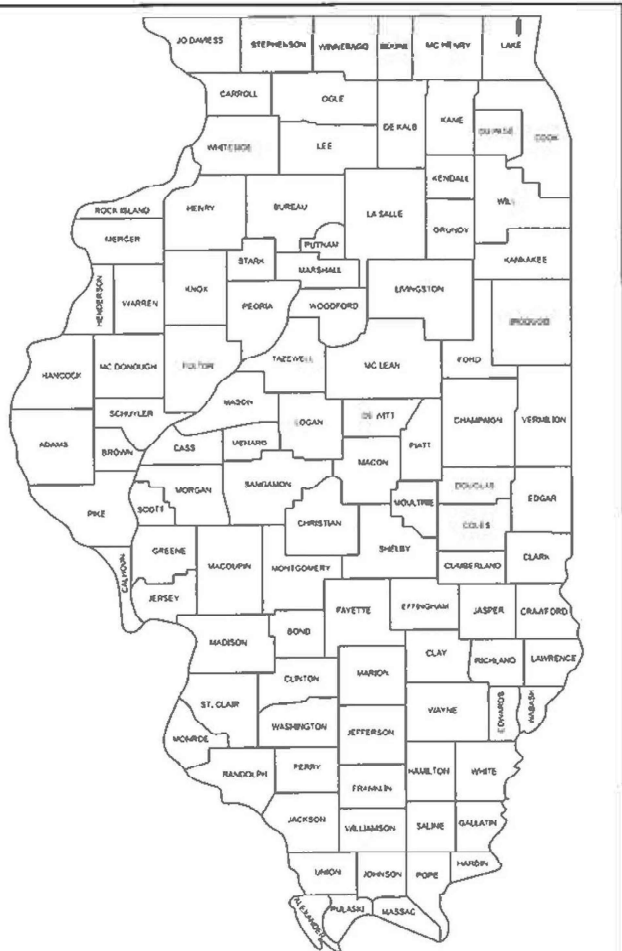 JO DAVIESS
STEPHENSON
WINNEBAGO
BOONE
MC HENRY
LAKE
CARROLL
OGLE
DE KALB
KANE
DU PAGE
COOK
WHITESIDE
LEE
KENDALL
WILL
ROCK ISLAND
HENRY
BUREAU
LA SALLE
GRUNDY
MERCER
PUTNAM
STARK
MARSHALL
KANKAKEE
HENDERSON
WARREN
KNOX
PEORIA
WOODFORD
LIVINGSTON
IROQUOIS
HANCOCK
MC DONOUGH
FULTON
TAZEWELL
MC LEAN
FORD
SCHUYLER
MASON
LOGAN
DE WITT
CHAMPAIGN
VERMILION
ADAMS
BROWN
CASS
MENARD
MACON
PIATT
PIKE
SCOTT
MORGAN
SANGAMON
CHRISTIAN
MOULTRIE
DOUGLAS
EDGAR
COLES
CALHOUN
GREENE
MACOUPIN
MONTGOMERY
SHELBY
CUMBERLAND
CLARK
JERSEY
FAYETTE
EFFINGHAM
JASPER
CRAWFORD
MADISON
BOND
CLAY
RICHLAND
LAWRENCE
CLINTON
MARION
ST. CLAIR
WASHINGTON
JEFFERSON
WAYNE
EDWARDS
WABASH
MONROE
RANDOLPH
PERRY
FRANKLIN
HAMILTON
WHITE
JACKSON
WILLIAMSON
SALINE
GALLATIN
UNION
JOHNSON
POPE
HARDIN
ALEXANDER
PULASKI
MASSAC